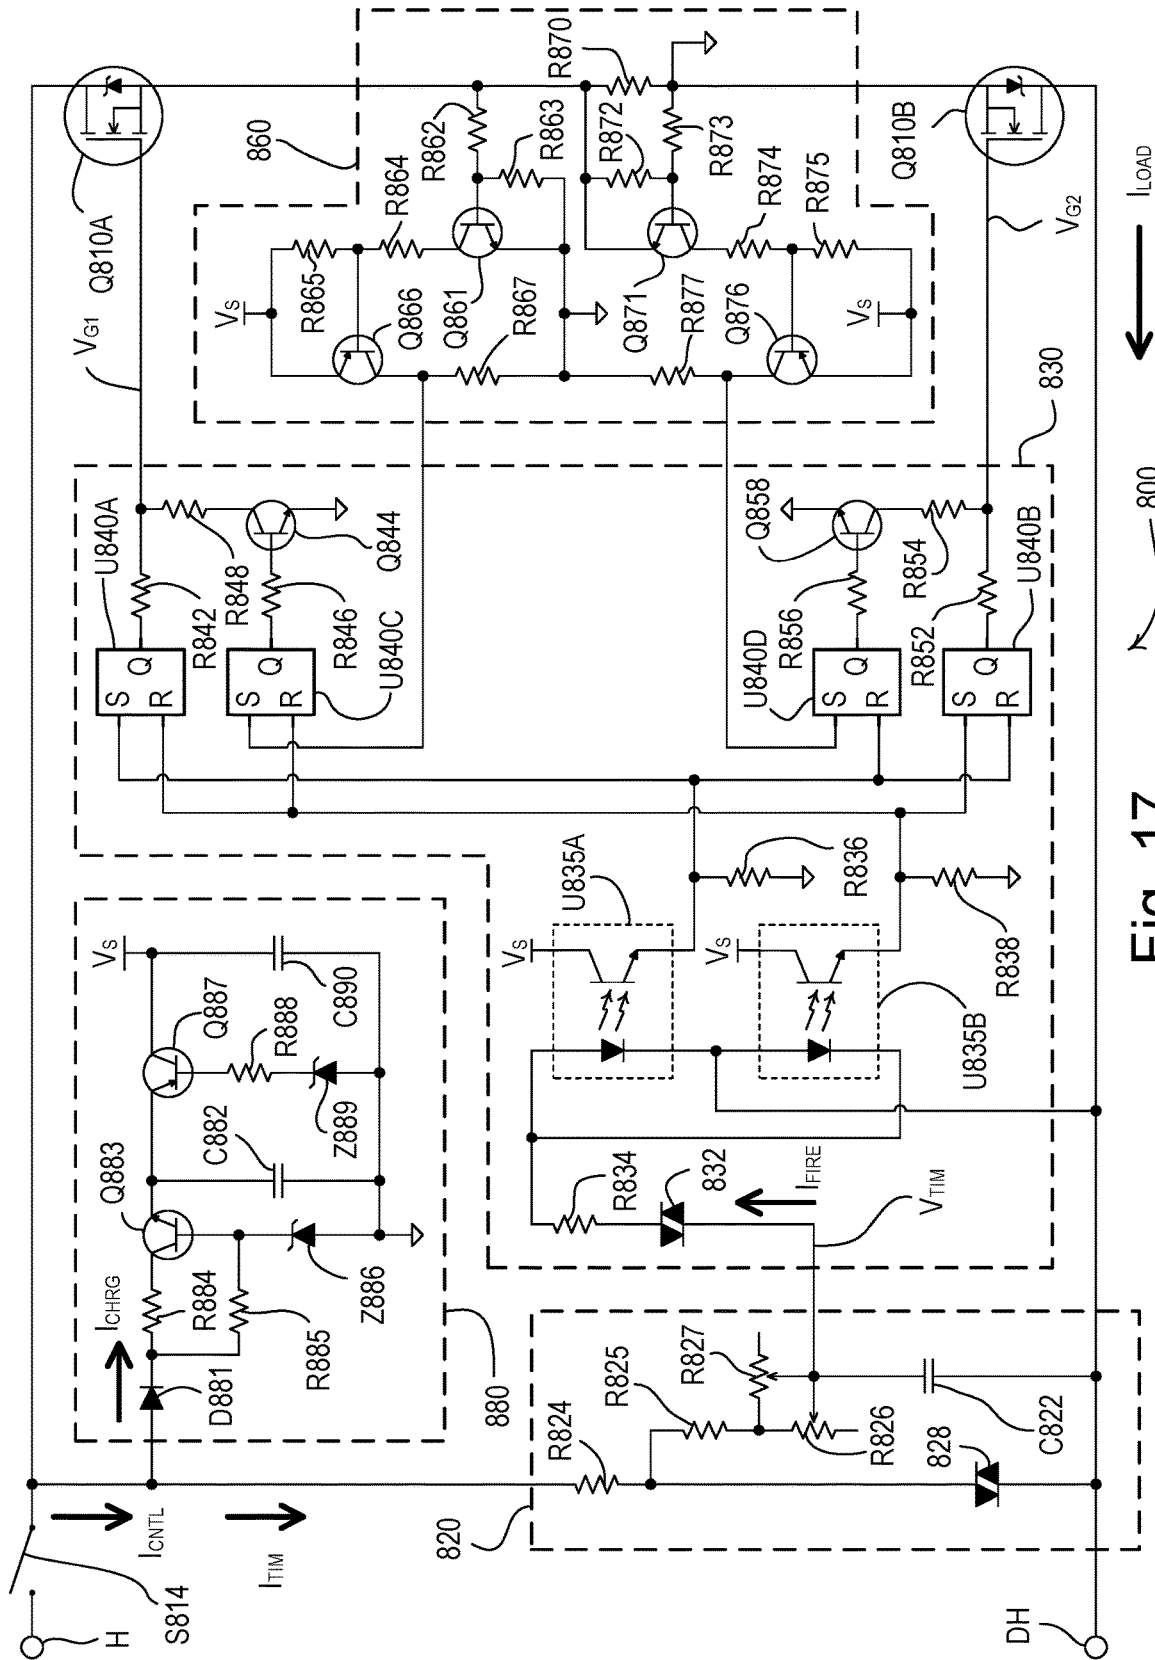 H
S814
I_CNTL
I_TIM
I_CHRG
D881
R884
R885
Q883
C882
Z886
Q887
R888
Z889
C890
V_S
880
820
R824
R825
R827
R826
828
C822
DH
V_TIM
I_FIRE
832
R834
U835A
V_S
V_S
U835B
R836
R838
830
U840A
S
R
Q
R842
R848
Q844
R846
U840C
S
R
Q
U840D
S
R
Q
R856
Q858
R854
R852
U840B
S
R
Q
V_G1
Q810A
860
V_S
R865
R864
Q866
Q861
R867
R862
R863
R870
R872
R873
Q871
R877
Q876
R874
R875
V_S
Q810B
V_G2
I_LOAD
800
Fig. 17